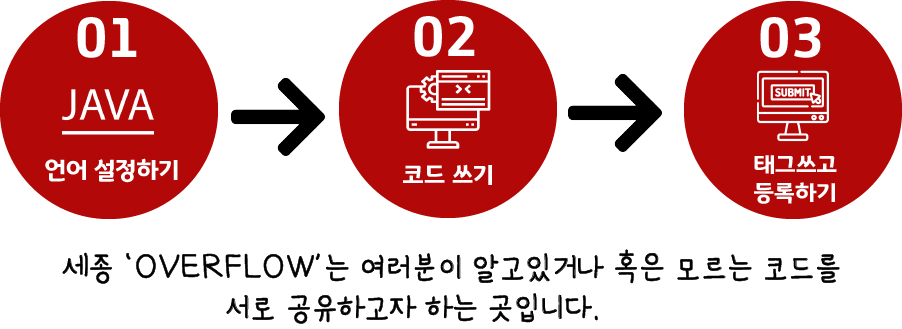 01
JAVA
언어 설정하기
02
코드 쓰기
03
SUBMIT
태그쓰고
등록하기
세종 ‘OVERFLOW’는 여러분이 알고있거나 혹은 모르는 코드를
서로 공유하고자 하는 곳입니다.